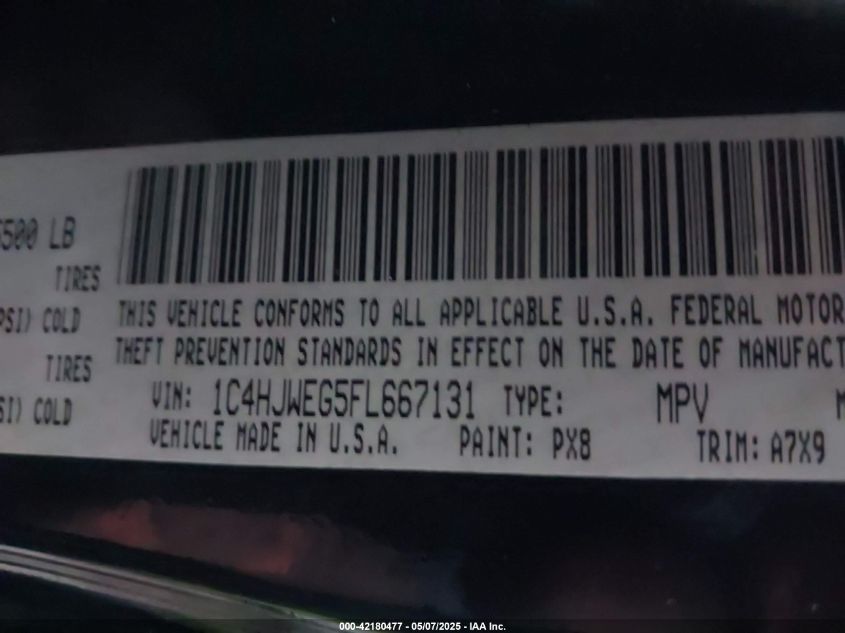 5500 LB
TIRES
PSI) COLD
TIRES
SI) COLD
THIS VEHICLE CONFORMS TO ALL APPLICABLE U.S.A. FEDERAL MOTOR
THEFT PREVENTION STANDARDS IN EFFECT ON THE DATE OF MANUFACT
VIN: 1C4HJWEG5FL667131 TYPE: MPV
VEHICLE MADE IN U.S.A. PAINT: PX8 TRIM: A7X9
000-42180477 - 05/07/2025 - IAA Inc.